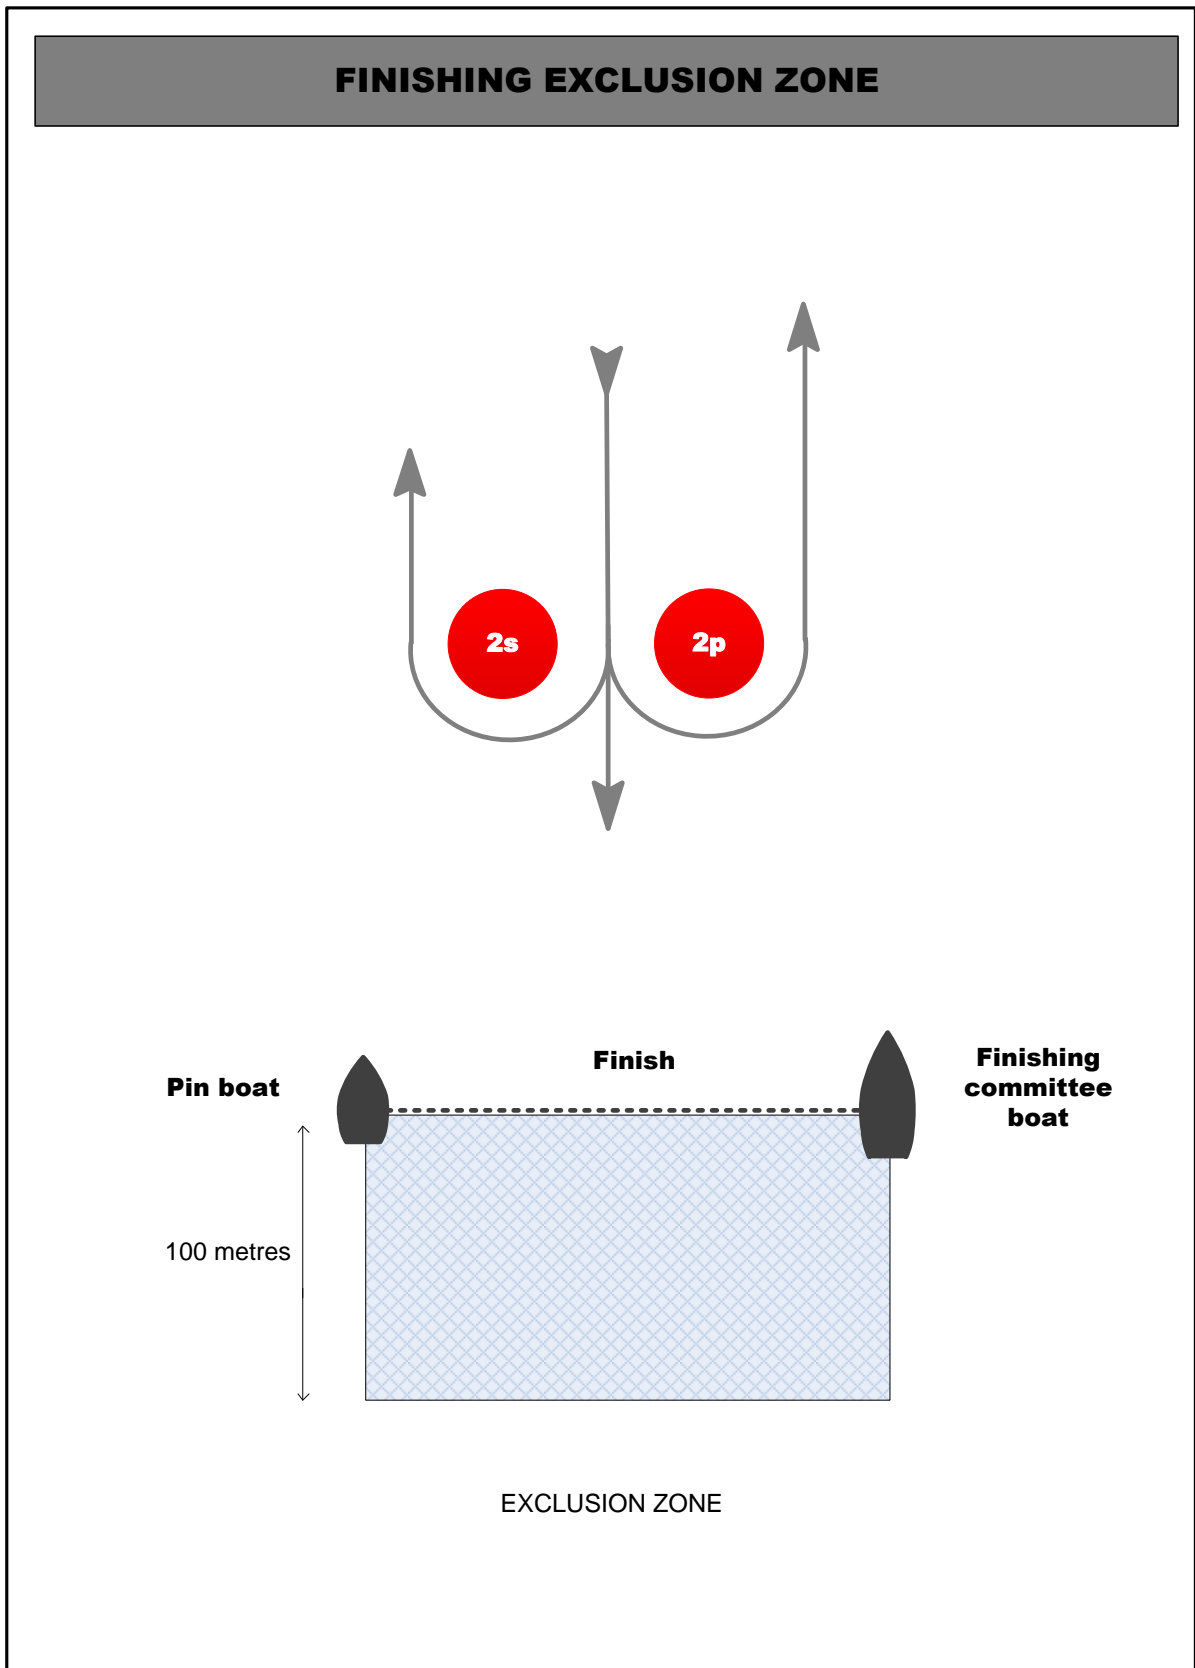 FINISHING EXCLUSION ZONE
2s
2p
Finish
Pin boat
Finishing
committee
boat
100 metres
EXCLUSION ZONE